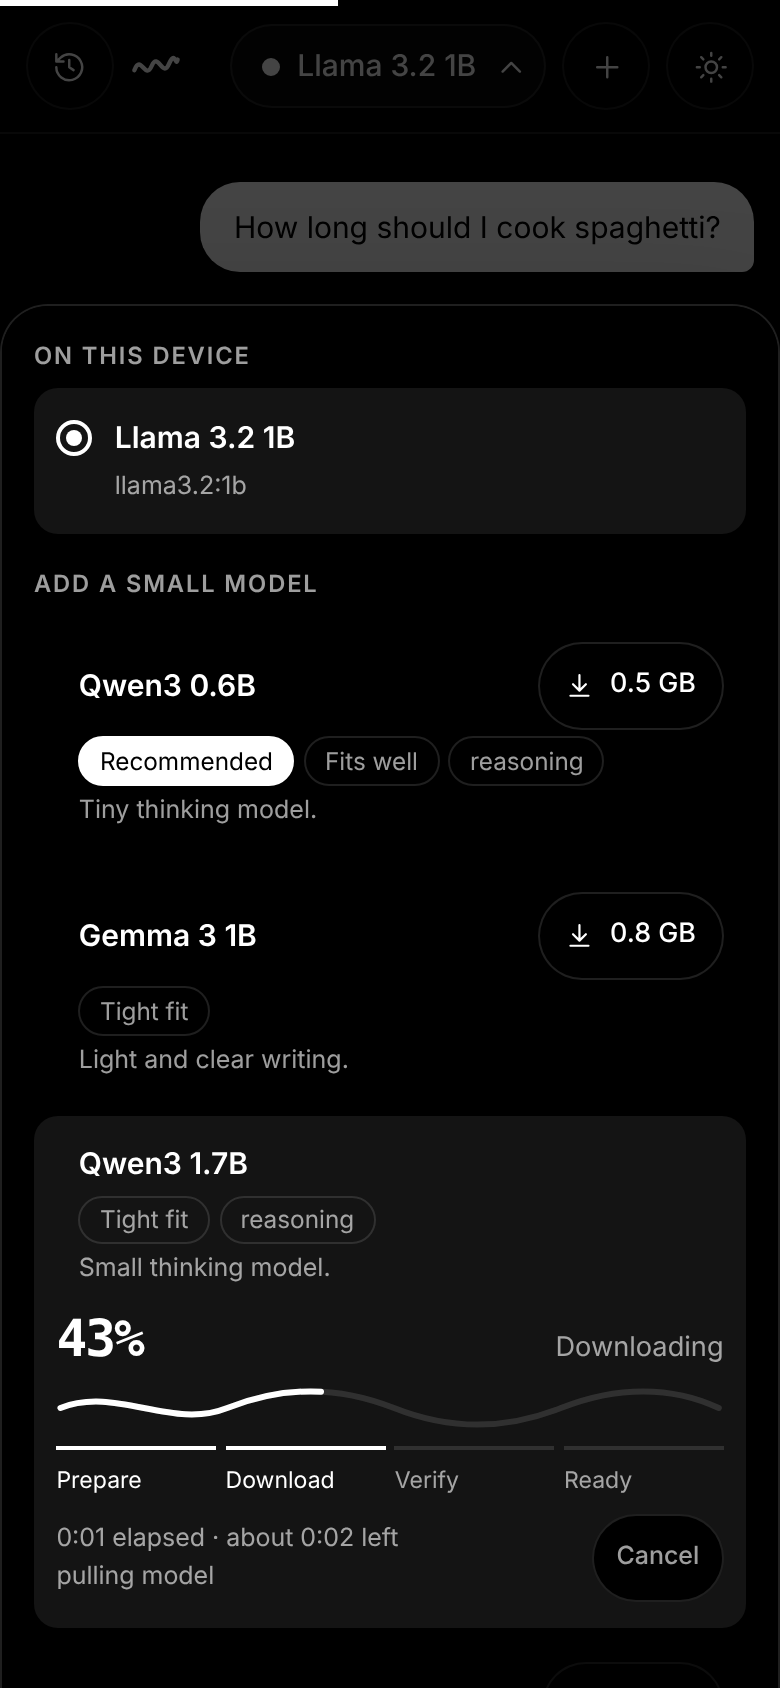 Llama 3.2 1B
How long should I cook spaghetti?
ON THIS DEVICE
Llama 3.2 1B
llama3.2:1b
ADD A SMALL MODEL
Qwen3 0.6B
0.5 GB
Recommended
Fits well
reasoning
Tiny thinking model.
Gemma 3 1B
0.8 GB
Tight fit
Light and clear writing.
Qwen3 1.7B
Tight fit
reasoning
Small thinking model.
43%
Downloading
Prepare
Download
Verify
Ready
0:01 elapsed · about 0:02 left
pulling model
Cancel